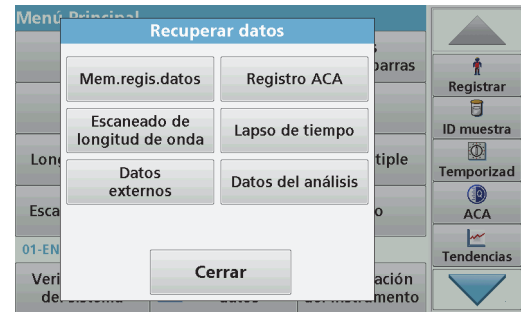 Menú Principal
Recuperar datos
barras
Mem.regis.datos
Registro ACA
Registrar
Escaneado de
longitud de onda
Lapso de tiempo
ID muestra
Datos
externos
Datos del análisis
Temporizad
ACA
01-EN
Cerrar
Tendencias